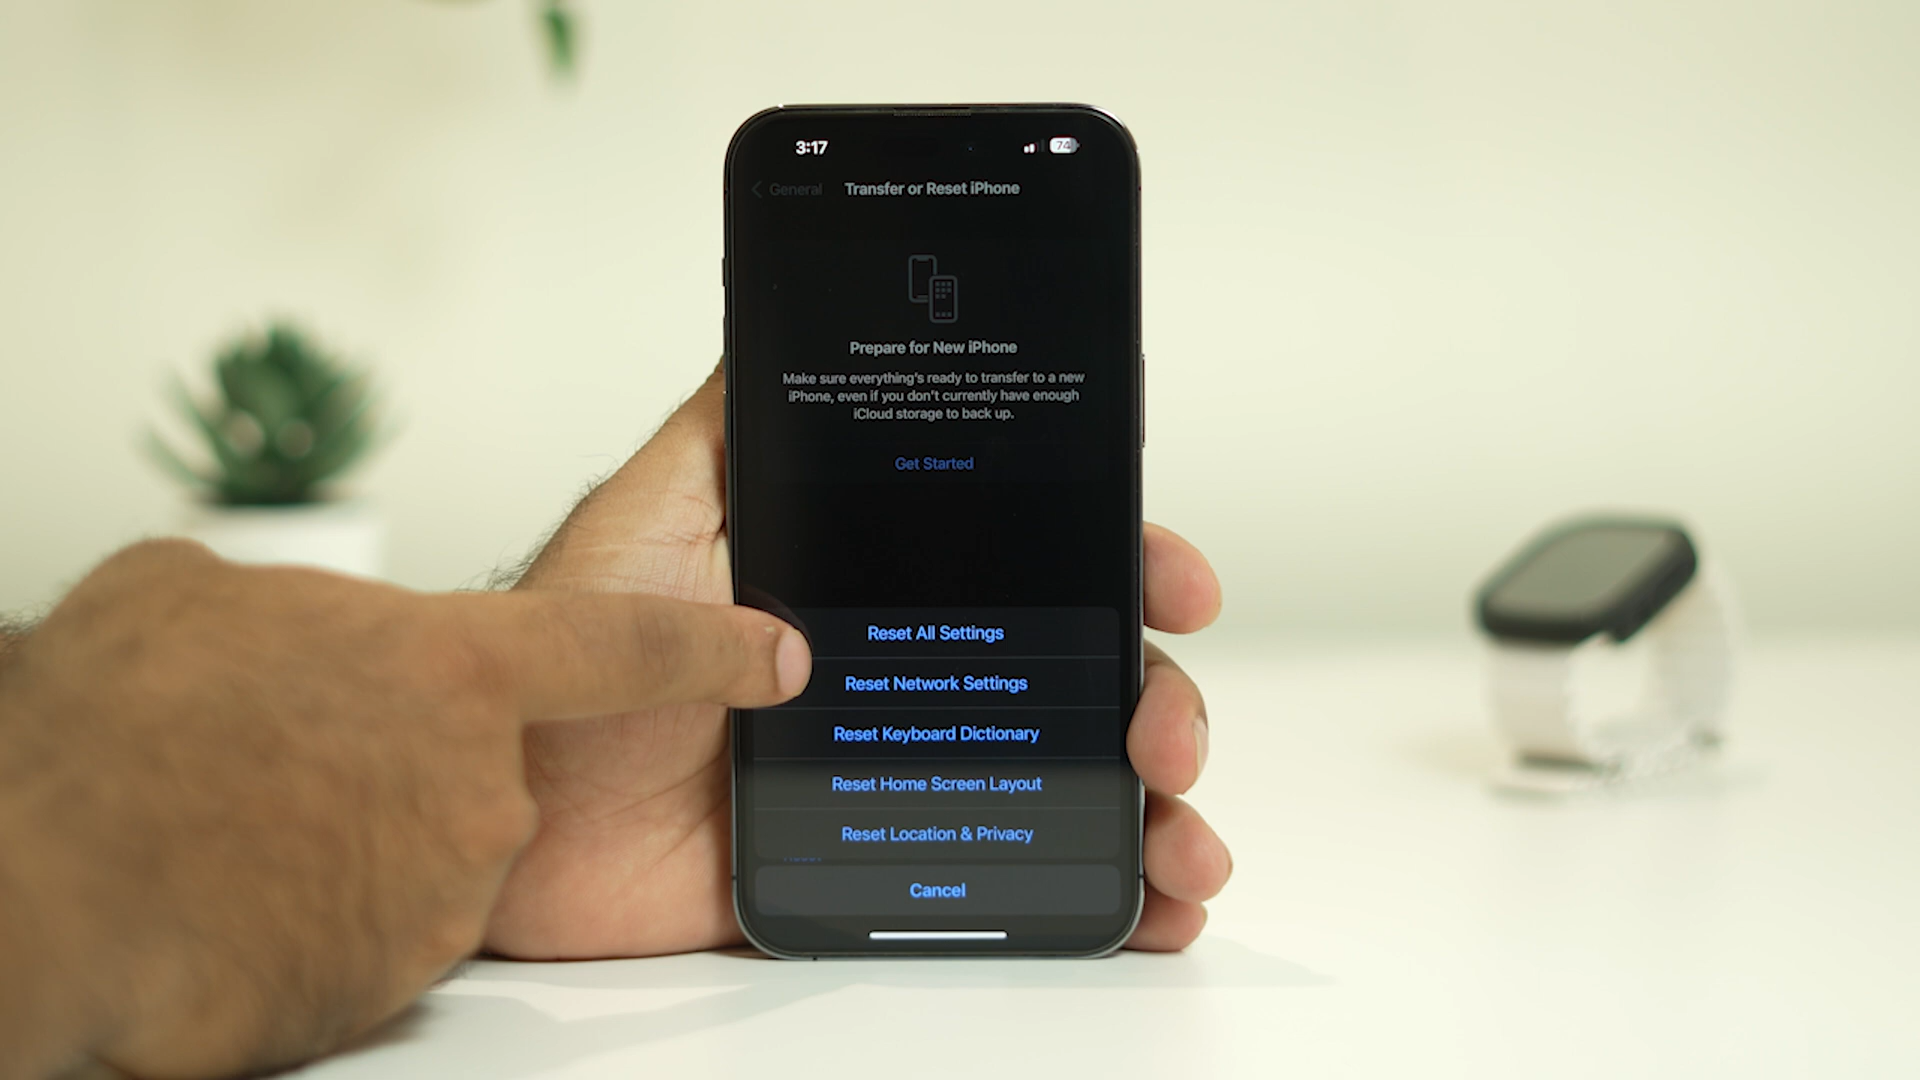 3:17
74
General
Transfer or Reset iPhone
Prepare for New iPhone
Make sure everything's ready to transfer to a new
iPhone, even if you don't currently have enough
iCloud storage to back up.
Get Started
Reset All Settings
Reset Network Settings
Reset Keyboard Dictionary
Reset Home Screen Layout
Reset Location & Privacy
Cancel